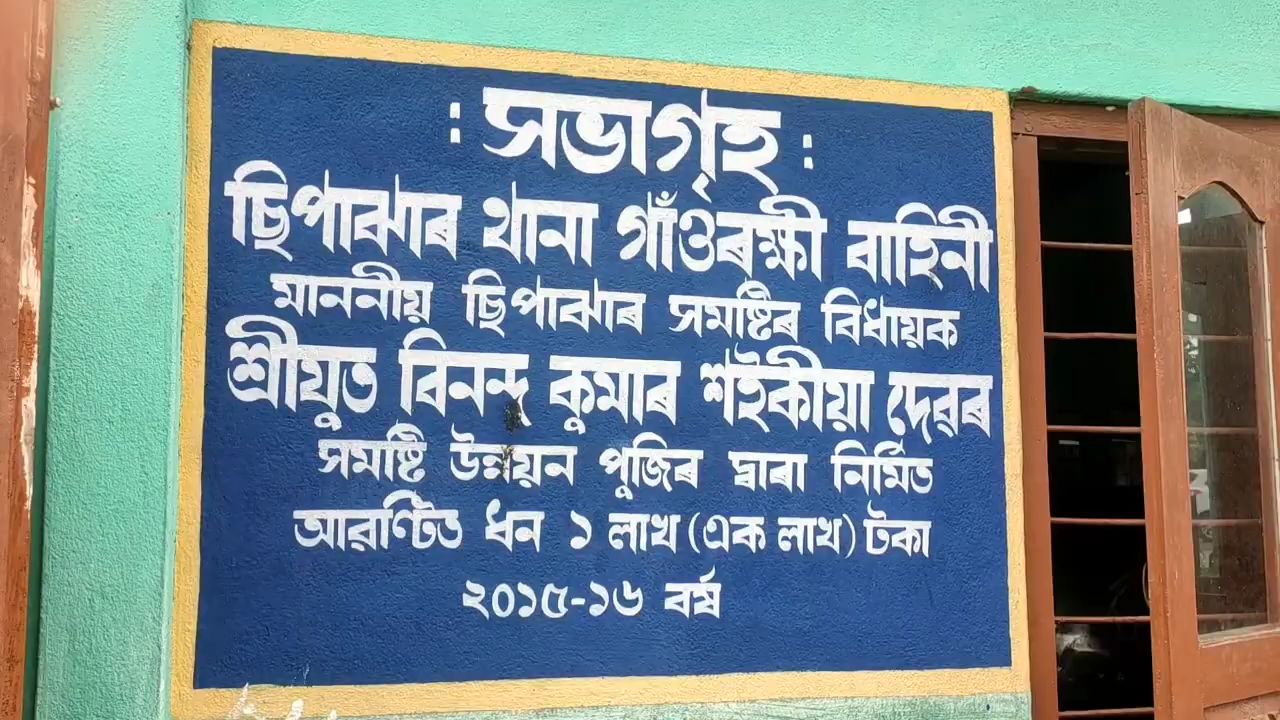 : সভাগৃহ :
ছিপাঝাৰ থানা গাঁওৰক্ষী বাহিনী
মাননীয় ছিপাঝাৰ সমষ্টিৰ বিধায়ক
শ্ৰীযুত বিনন্দ কুমাৰ শইকীয়া দেৱৰ
সমষ্টি উন্নয়ন পুজিৰ দ্বাৰা নিৰ্মিত
আৱণ্টিত ধন ১ লাখ (এক লাখ) টকা
২০১৫-১৬ বৰ্ষ